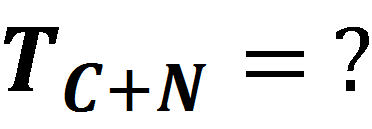 T_{C+N} = ?